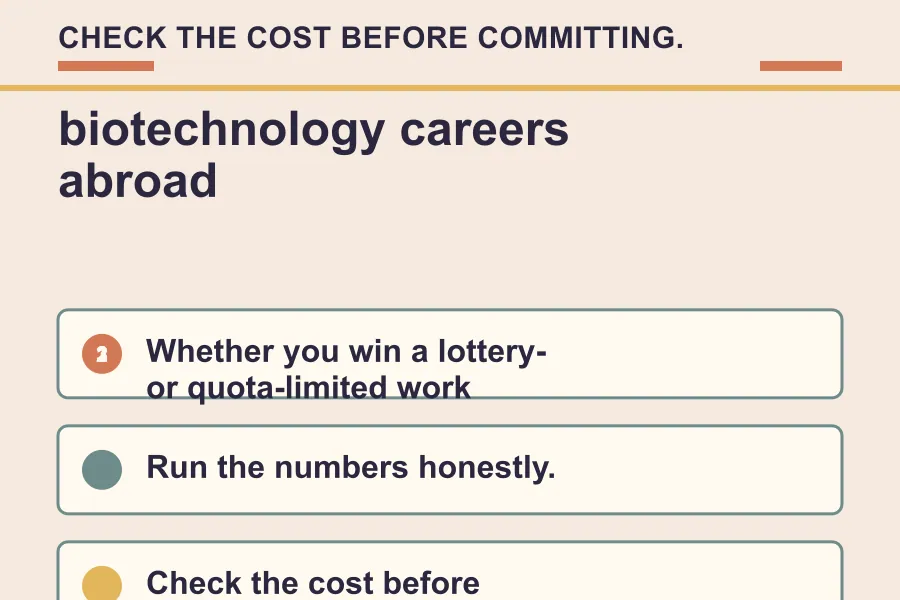 CHECK THE COST BEFORE COMMITTING.
biotechnology careers
abroad
Whether you win a lottery-
or quota-limited work
Run the numbers honestly.
Check the cost before